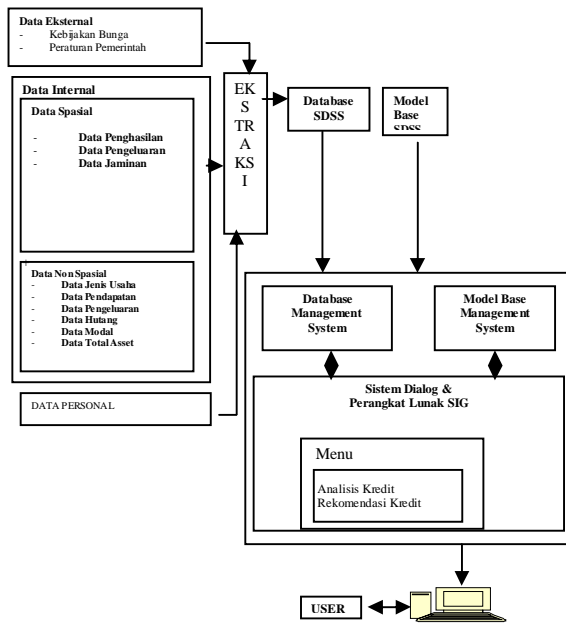 Data Eksternal
- Kebijakan Bunga
- Peraturan Pemerintah
Data Internal
Data Spasial
- Data Penghasilan
- Data Pengeluaran
- Data Jaminan
Data Non Spasial
- Data Jenis Usaha
- Data Pendapatan
- Data Pengeluaran
- Data Hutang
- Data Modal
- Data Total Asset
DATA PERSONAL
EK
S
TR
A
KS
I
Database
SDSS
Model
Base
SDSS
Database
Management
System
Model Base
Management
System
Sistem Dialog &
Perangkat Lunak SIG
Menu
Analisis Kredit
Rekomendasi Kredit
USER